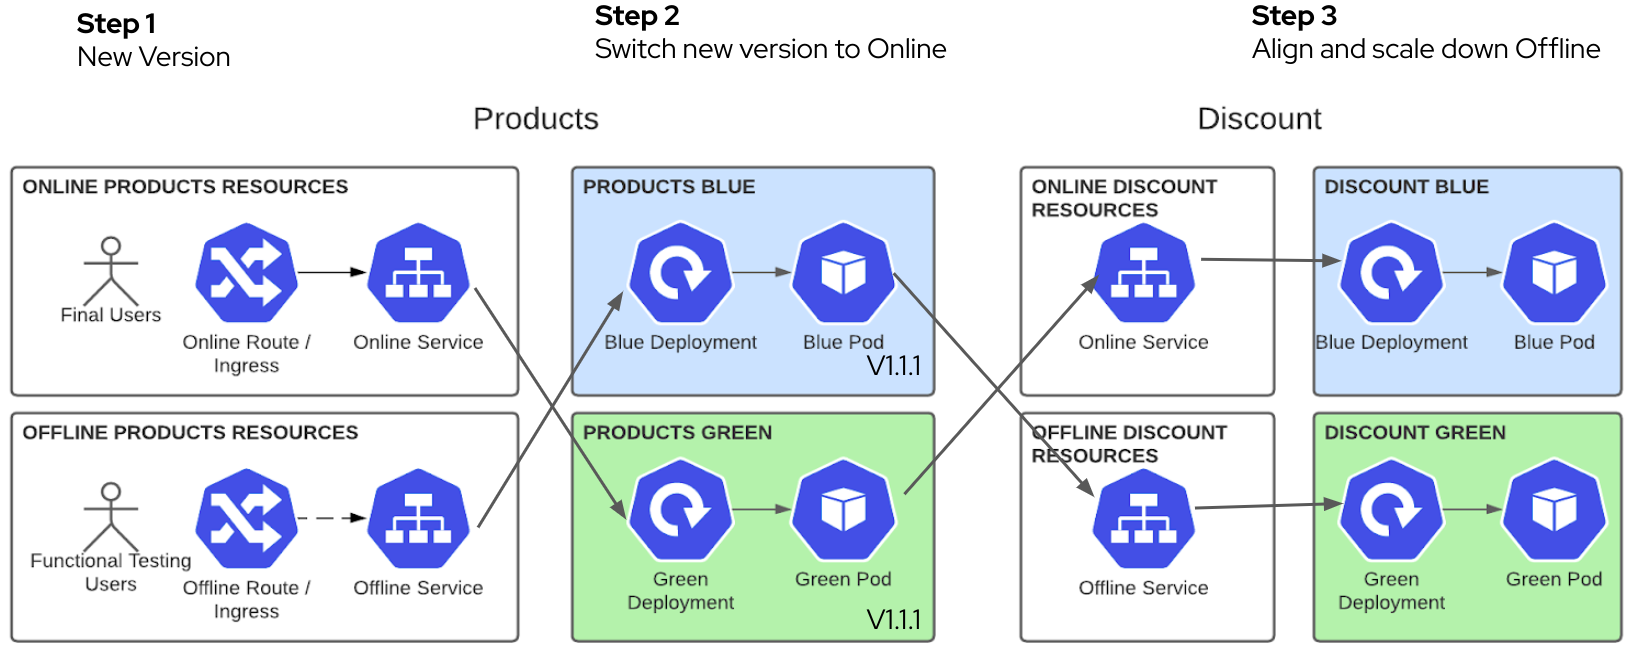 Step 1
New Version
Step 2
Switch new version to Online
Step 3
Align and scale down Offline
Products
Discount
ONLINE PRODUCTS RESOURCES
Final Users
Online Route /
Ingress
Online Service
PRODUCTS BLUE
Blue Deployment
Blue Pod
V1.1.1
ONLINE DISCOUNT
RESOURCES
Online Service
DISCOUNT BLUE
Blue Deployment
Blue Pod
OFFLINE PRODUCTS RESOURCES
Functional Testing
Users
Offline Route /
Ingress
Offline Service
PRODUCTS GREEN
Green
Deployment
Green Pod
V1.1.1
OFFLINE DISCOUNT
RESOURCES
Offline Service
DISCOUNT GREEN
Green
Deployment
Green Pod